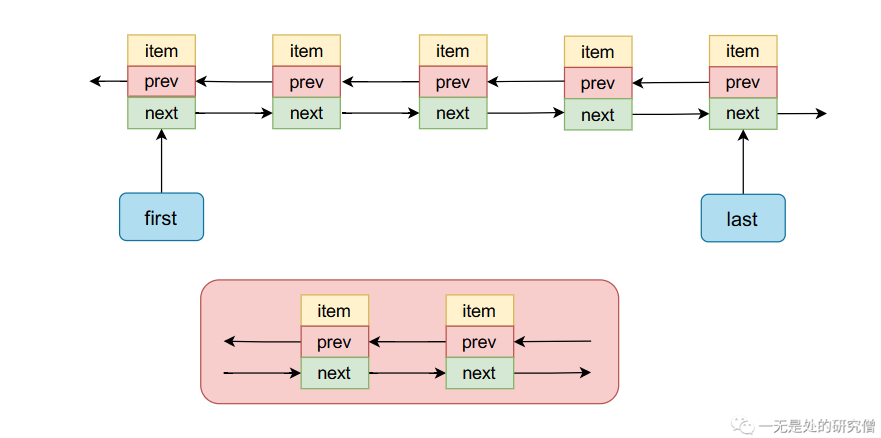 item item item item item
prev prev prev prev prev
next next next next next
first last
item item
prev prev
next next
一无是处的研究僧